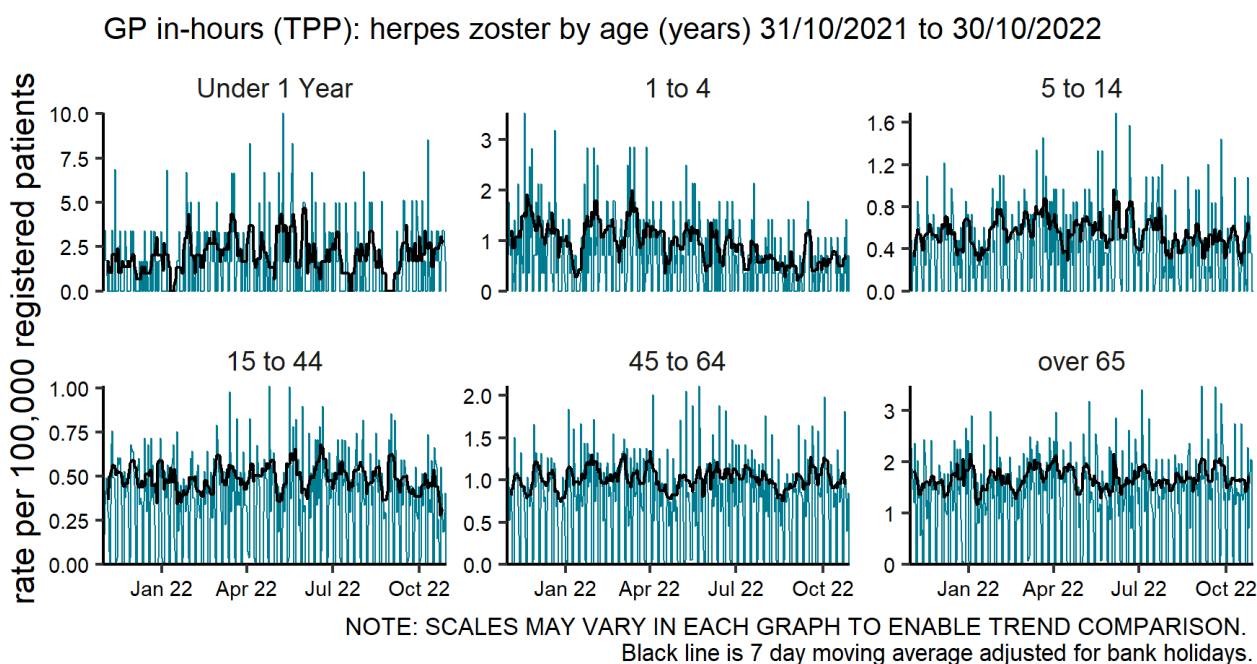 GP in-hours (TPP): herpes zoster by age (years) 31/10/2021 to 30/10/2022
rate per 100,000 registered patients
Under 1 Year
10.0
7.5
5.0
2.5
0.0
1 to 4
3
2
1
0
5 to 14
1.6
1.2
0.8
0.4
0.0
15 to 44
1.00
0.75
0.50
0.25
0.00
Jan 22 Apr 22 Jul 22 Oct 22
45 to 64
2.0
1.5
1.0
0.5
0.0
Jan 22 Apr 22 Jul 22 Oct 22
over 65
3
2
1
0
Jan 22 Apr 22 Jul 22 Oct 22
NOTE: SCALES MAY VARY IN EACH GRAPH TO ENABLE TREND COMPARISON.
Black line is 7 day moving average adjusted for bank holidays.